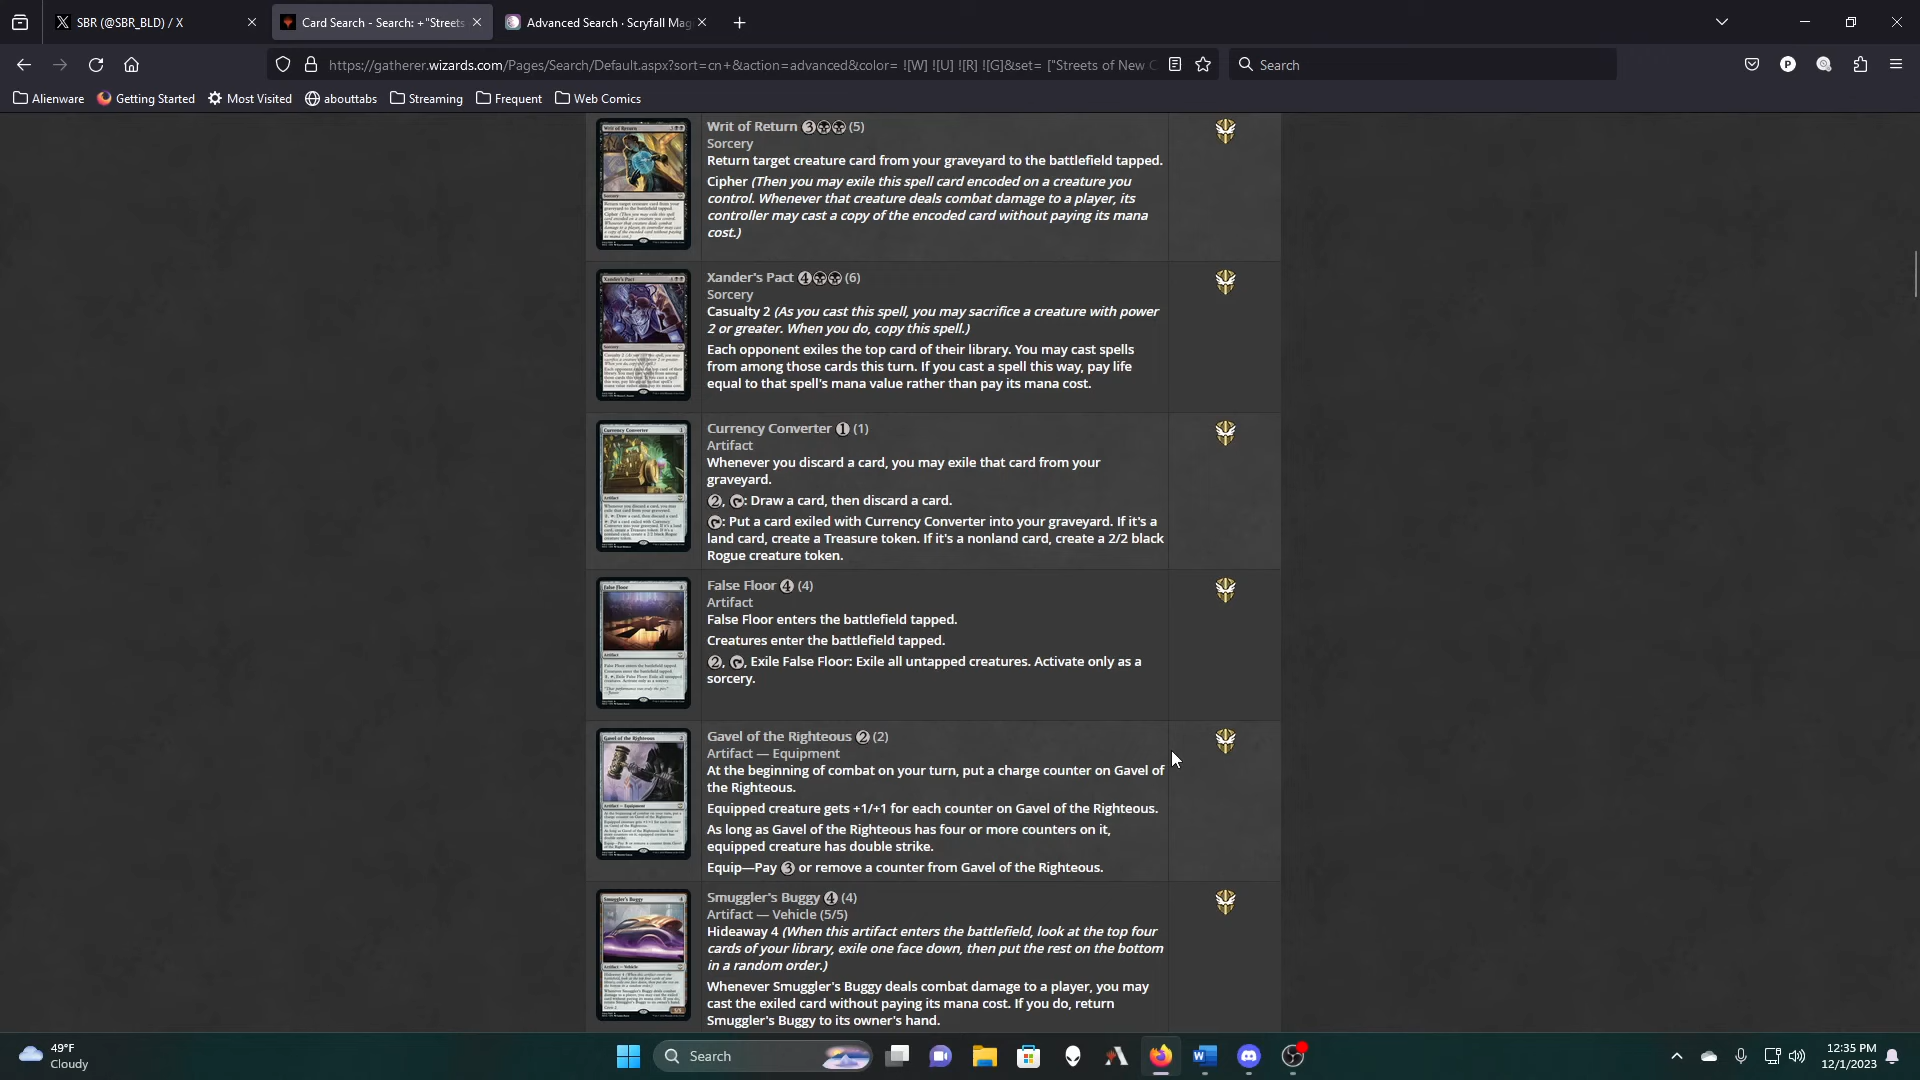 SBR (@SBR_BLD) / X
Card Search - Search: +"Streets
Advanced Search · Scryfall Mag
https://gatherer.wizards.com/Pages/Search/Default.aspx?sort=cn+&action=advanced&color= ![W] ![U] ![R] ![G]&set= ["Streets of New C
Search
Alienware
Getting Started
Most Visited
abouttabs
Streaming
Frequent
Web Comics
Writ of Return 3 (5)
Sorcery
Return target creature card from your graveyard to the battlefield tapped.
Cipher (Then you may exile this spell card encoded on a creature you
control. Whenever that creature deals combat damage to a player, its
controller may cast a copy of the encoded card without paying its mana
cost.)
Xander's Pact 4 (6)
Sorcery
Casualty 2 (As you cast this spell, you may sacrifice a creature with power
2 or greater. When you do, copy this spell.)
Each opponent exiles the top card of their library. You may cast spells
from among those cards this turn. If you cast a spell this way, pay life
equal to that spell's mana value rather than pay its mana cost.
Currency Converter 1 (1)
Artifact
Whenever you discard a card, you may exile that card from your
graveyard.
2, : Draw a card, then discard a card.
: Put a card exiled with Currency Converter into your graveyard. If it's a
land card, create a Treasure token. If it's a nonland card, create a 2/2 black
Rogue creature token.
False Floor 4 (4)
Artifact
False Floor enters the battlefield tapped.
Creatures enter the battlefield tapped.
2, , Exile False Floor: Exile all untapped creatures. Activate only as a
sorcery.
Gavel of the Righteous 2 (2)
Artifact — Equipment
At the beginning of combat on your turn, put a charge counter on Gavel of
the Righteous.
Equipped creature gets +1/+1 for each counter on Gavel of the Righteous.
As long as Gavel of the Righteous has four or more counters on it,
equipped creature has double strike.
Equip—Pay 3 or remove a counter from Gavel of the Righteous.
Smuggler's Buggy 4 (4)
Artifact — Vehicle (5/5)
Hideaway 4 (When this artifact enters the battlefield, look at the top four
cards of your library, exile one face down, then put the rest on the bottom
in a random order.)
Whenever Smuggler's Buggy deals combat damage to a player, you may
cast the exiled card without paying its mana cost. If you do, return
Smuggler's Buggy to its owner's hand.
49°F
Cloudy
Search
12:35 PM
12/1/2023